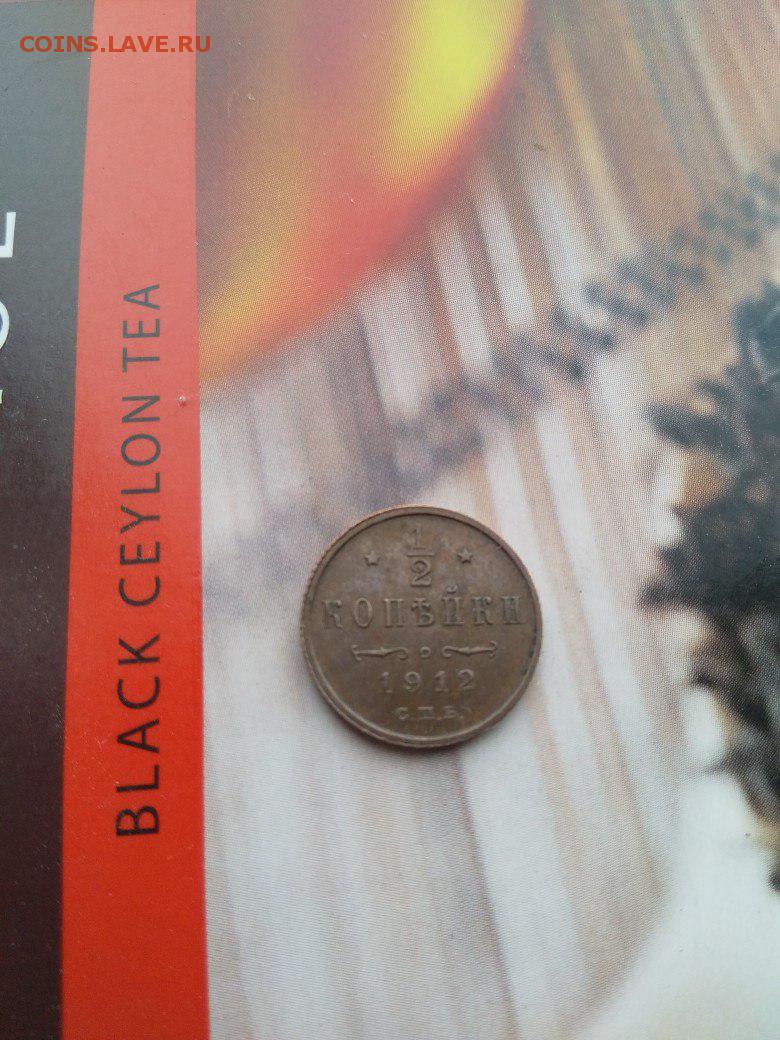 COINS.LAVE.RU
BLACK CEYLON TEA
1/2
КОПѢЙКИ
1912
С.П.Б.